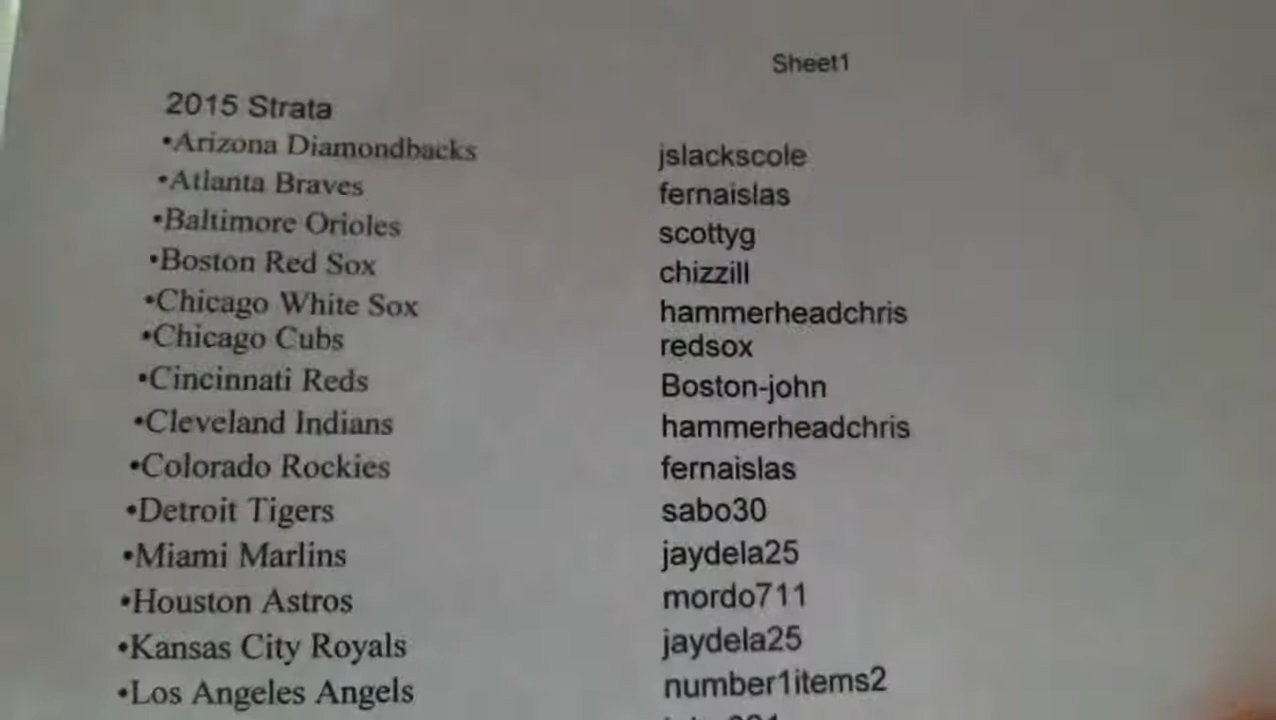 Sheet1
2015 Strata
•Arizona Diamondbacks jslackscole
•Atlanta Braves fernaislas
•Baltimore Orioles scottyg
•Boston Red Sox chizzill
•Chicago White Sox hammerheadchris
•Chicago Cubs redsox
•Cincinnati Reds Boston-john
•Cleveland Indians hammerheadchris
•Colorado Rockies fernaislas
•Detroit Tigers sabo30
•Miami Marlins jaydela25
•Houston Astros mordo711
•Kansas City Royals jaydela25
•Los Angeles Angels number1items2